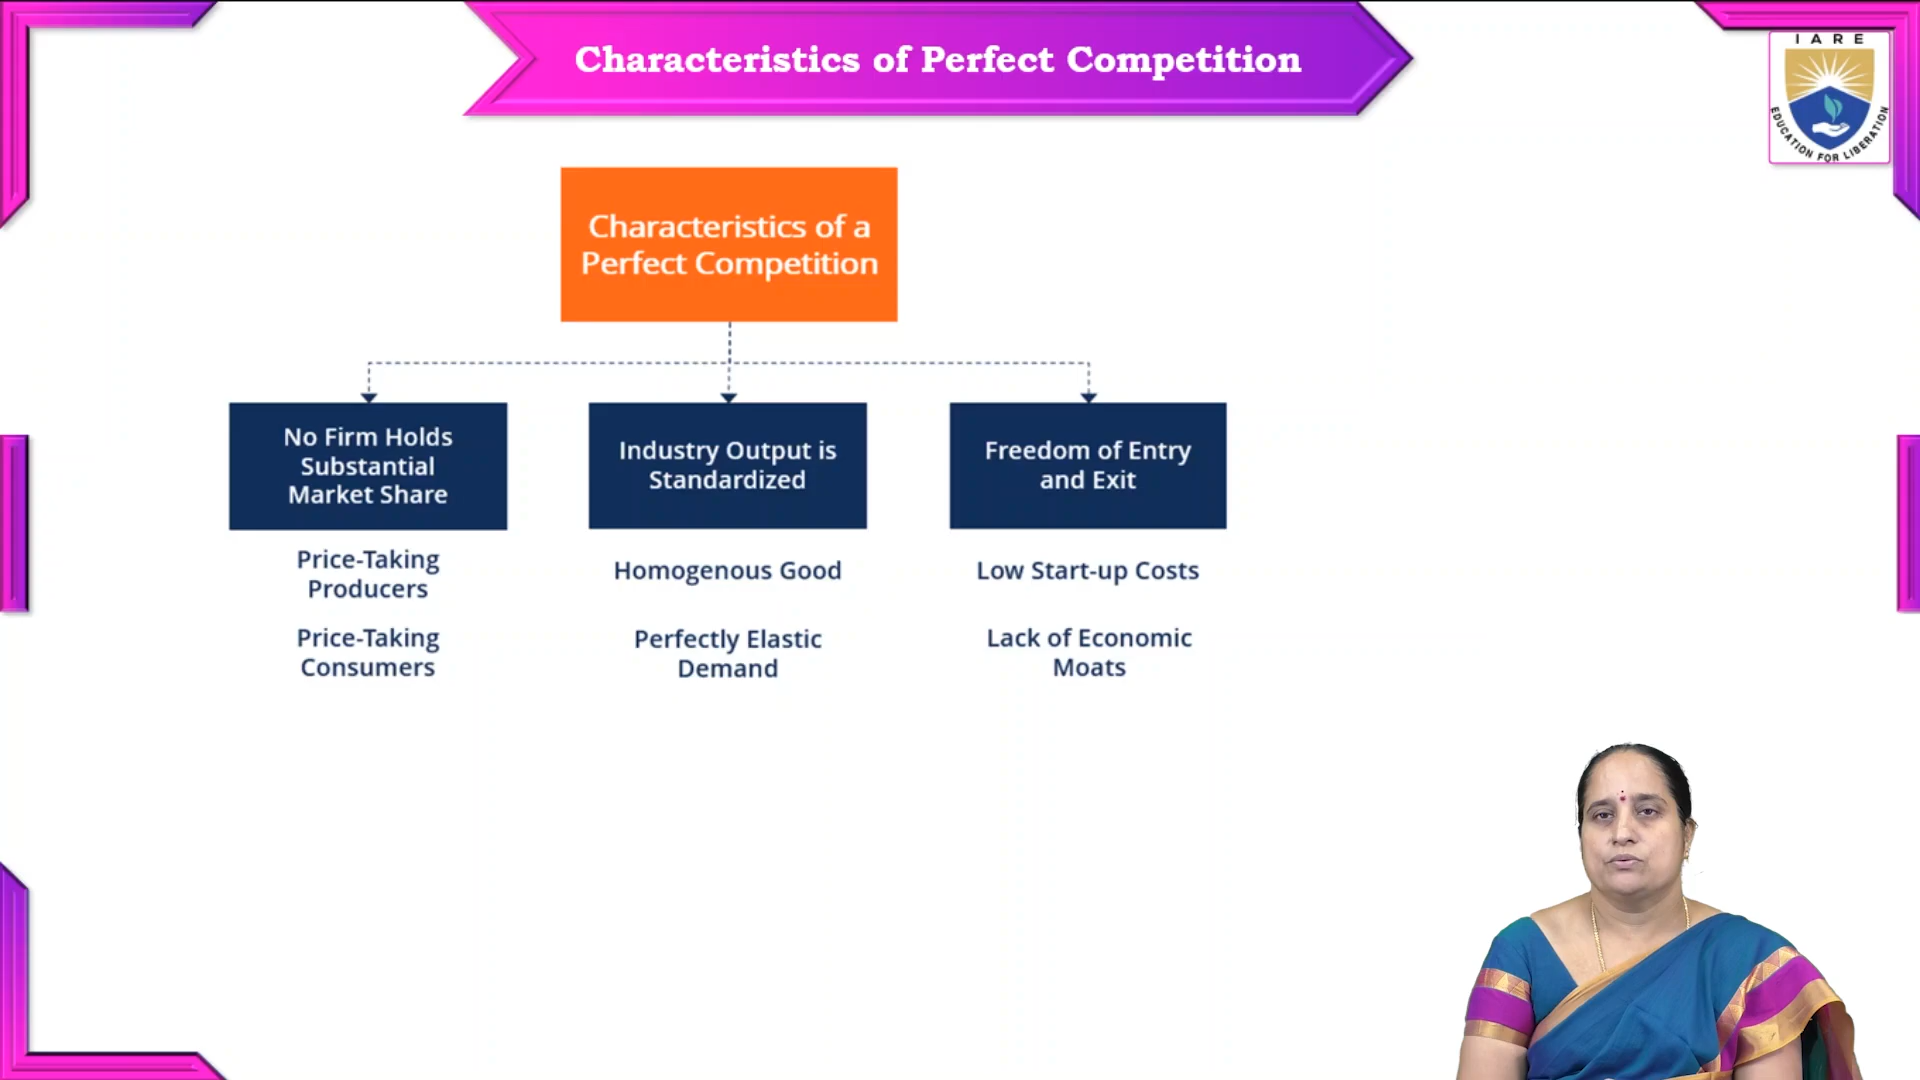 Characteristics of Perfect Competition
IARE
EDUCATION FOR LIBERATION
Characteristics of a
Perfect Competition
No Firm Holds
Substantial
Market Share
Industry Output is
Standardized
Freedom of Entry
and Exit
Price-Taking
Producers
Homogenous Good
Low Start-up Costs
Price-Taking
Consumers
Perfectly Elastic
Demand
Lack of Economic
Moats